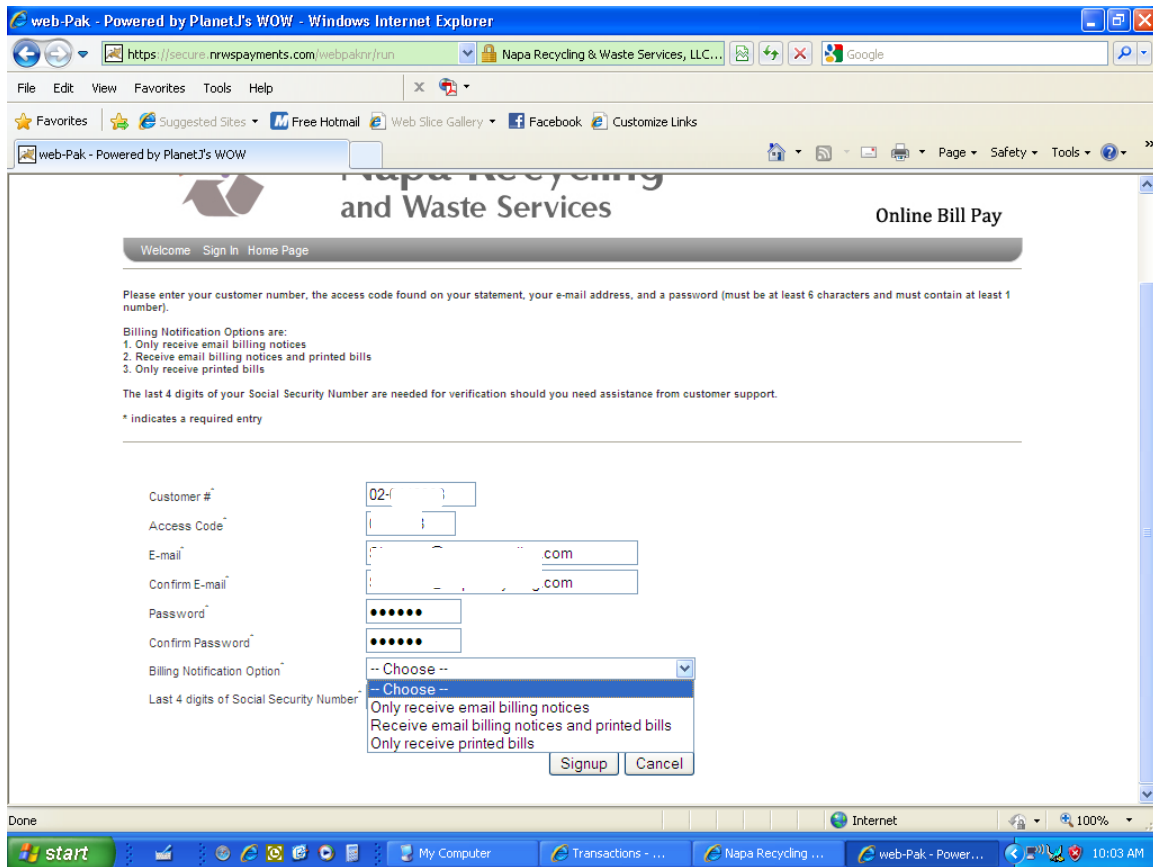 web-Pak - Powered by PlanetJ's WOW - Windows Internet Explorer
https://secure.nrwspayments.com/webpaknr/run
Napa Recycling & Waste Services, LLC...
Google
File Edit View Favorites Tools Help
Favorites Suggested Sites Free Hotmail Web Slice Gallery Facebook Customize Links
web-Pak - Powered by PlanetJ's WOW
Page Safety Tools
Napa Recycling
and Waste Services
Online Bill Pay
Welcome Sign In Home Page
Please enter your customer number, the access code found on your statement, your e-mail address, and a password (must be at least 6 characters and must contain at least 1
number).
Billing Notification Options are:
1. Only receive email billing notices
2. Receive email billing notices and printed bills
3. Only receive printed bills
The last 4 digits of your Social Security Number are needed for verification should you need assistance from customer support.
* indicates a required entry
Customer #* 02-
Access Code*
E-mail* .com
Confirm E-mail* .com
Password* ••••••
Confirm Password* ••••••
Billing Notification Option* -- Choose --
Last 4 digits of Social Security Number* -- Choose --
Only receive email billing notices
Receive email billing notices and printed bills
Only receive printed bills
Signup Cancel
Done Internet 100%
start My Computer Transactions - ... Napa Recycling ... web-Pak - Power... 10:03 AM